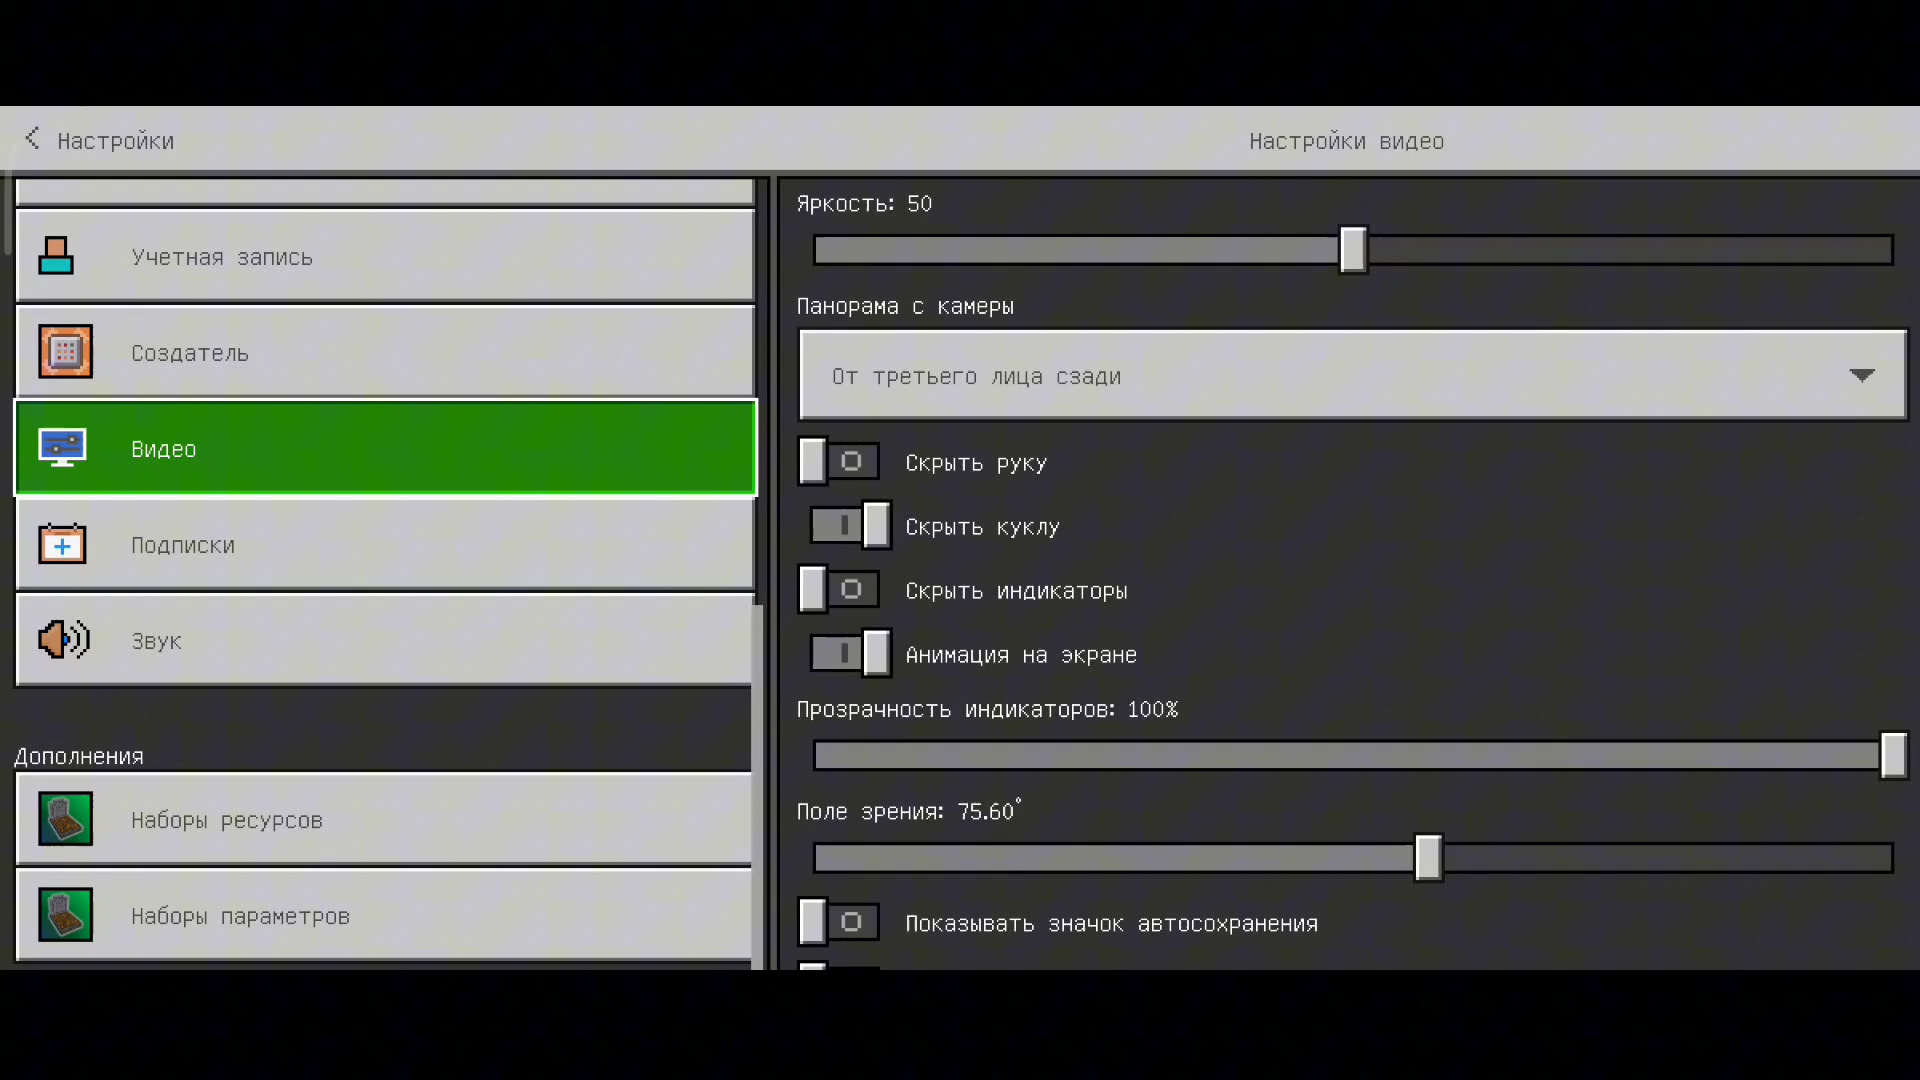 Настройки
Настройки видео
Учетная запись
Создатель
Видео
Подписки
Звук
Дополнения
Наборы ресурсов
Наборы параметров
Яркость: 50
Панорама с камеры
От третьего лица сзади
Скрыть руку
Скрыть куклу
Скрыть индикаторы
Анимация на экране
Прозрачность индикаторов: 100%
Поле зрения: 75.60°
Показывать значок автосохранения